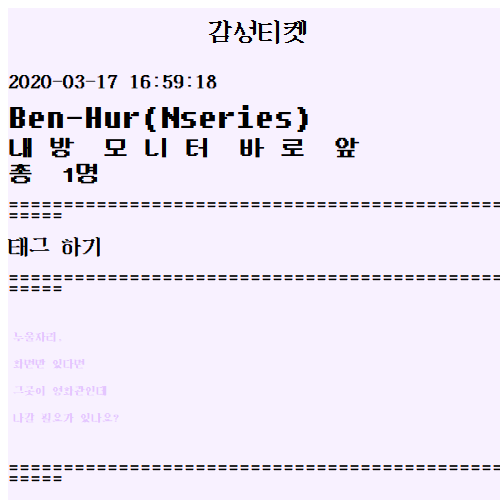 감성티켓
2020-03-17 16:59:18
Ben-Hur(Nseries)
내 방 모 니 터 바 로 앞
총 1명
==============================================
=====
태그 하기
==============================================
=====
누울자리.
화면만 있다면
그곳이 영화관인데
나갈 필요가 있나요?
==============================================
=====